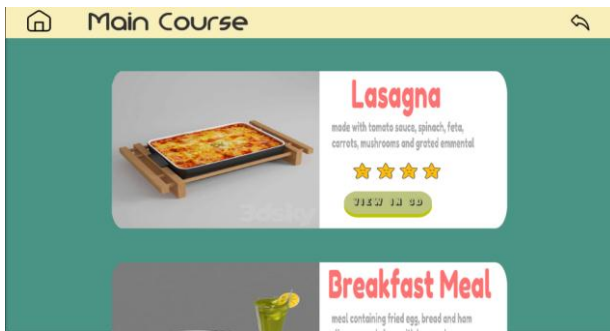 Main Course
Lasagna
made with tomato sauce, spinach, feta,
carrots, mushrooms and grated emmental
VIEW IN 3D
3dsky
Breakfast Meal
meal containing fried egg, bread and ham